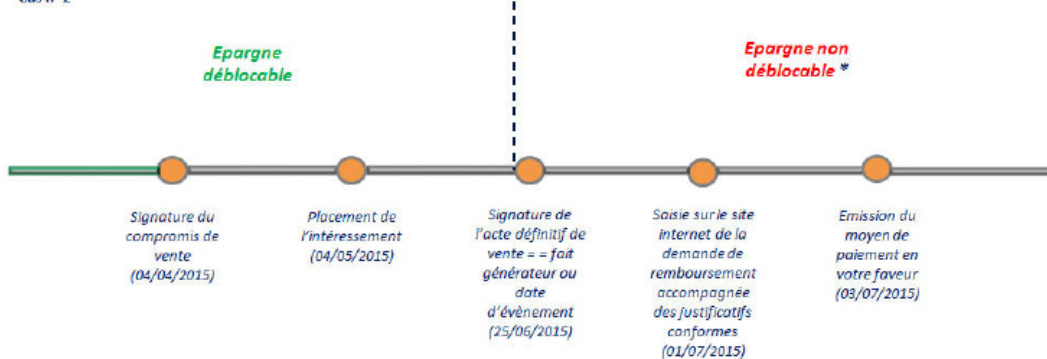 Cas n° 2
Epargne
déblocable
Epargne non
déblocable *
Signature du
compromis de
vente
(04/04/2015)
Placement de
l'intéressement
(04/05/2015)
Signature de
l'acte définitif de
vente = = fait
générateur ou
date
d'évènement
(25/06/2015)
Saisie sur le site
internet de la
demande de
remboursement
accompagnée
des justificatifs
conformes
(01/07/2015)
Emission du
moyen de
paiement en
votre faveur
(03/07/2015)